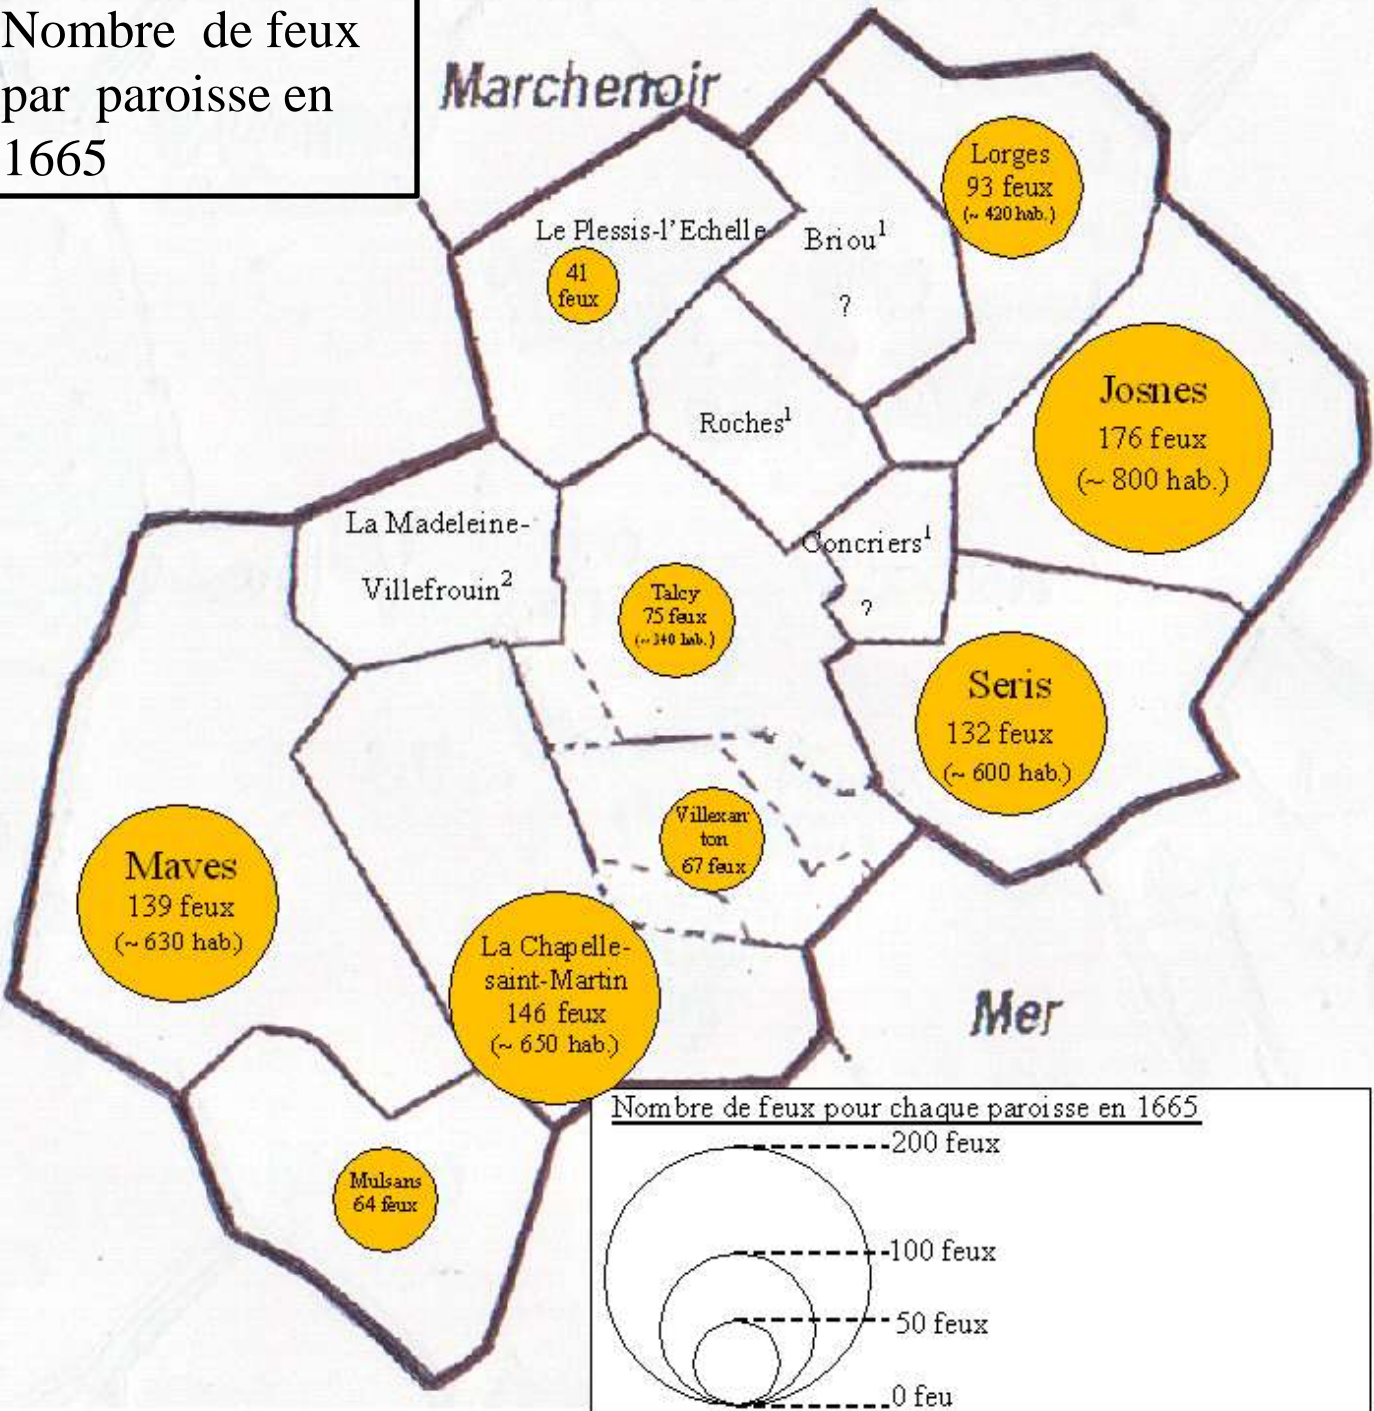 Nombre de feux
par paroisse en
1665
Marchenoir
Lorges
93 feux
(~ 420 hab.)
Le Plessis-l'Echelle
41
feux
Briou¹
?
Josnes
176 feux
(~ 800 hab.)
Roches¹
La Madeleine-
Villefrouin²
Concriers¹
?
Talcy
75 feux
(~ 340 hab.)
Seris
132 feux
(~ 600 hab.)
Villexan
ton
67 feux
Maves
139 feux
(~ 630 hab.)
La Chapelle-
saint-Martin
146 feux
(~ 650 hab.)
Mer
Mulsans
64 feux
Nombre de feux pour chaque paroisse en 1665
200 feux
100 feux
50 feux
0 feu